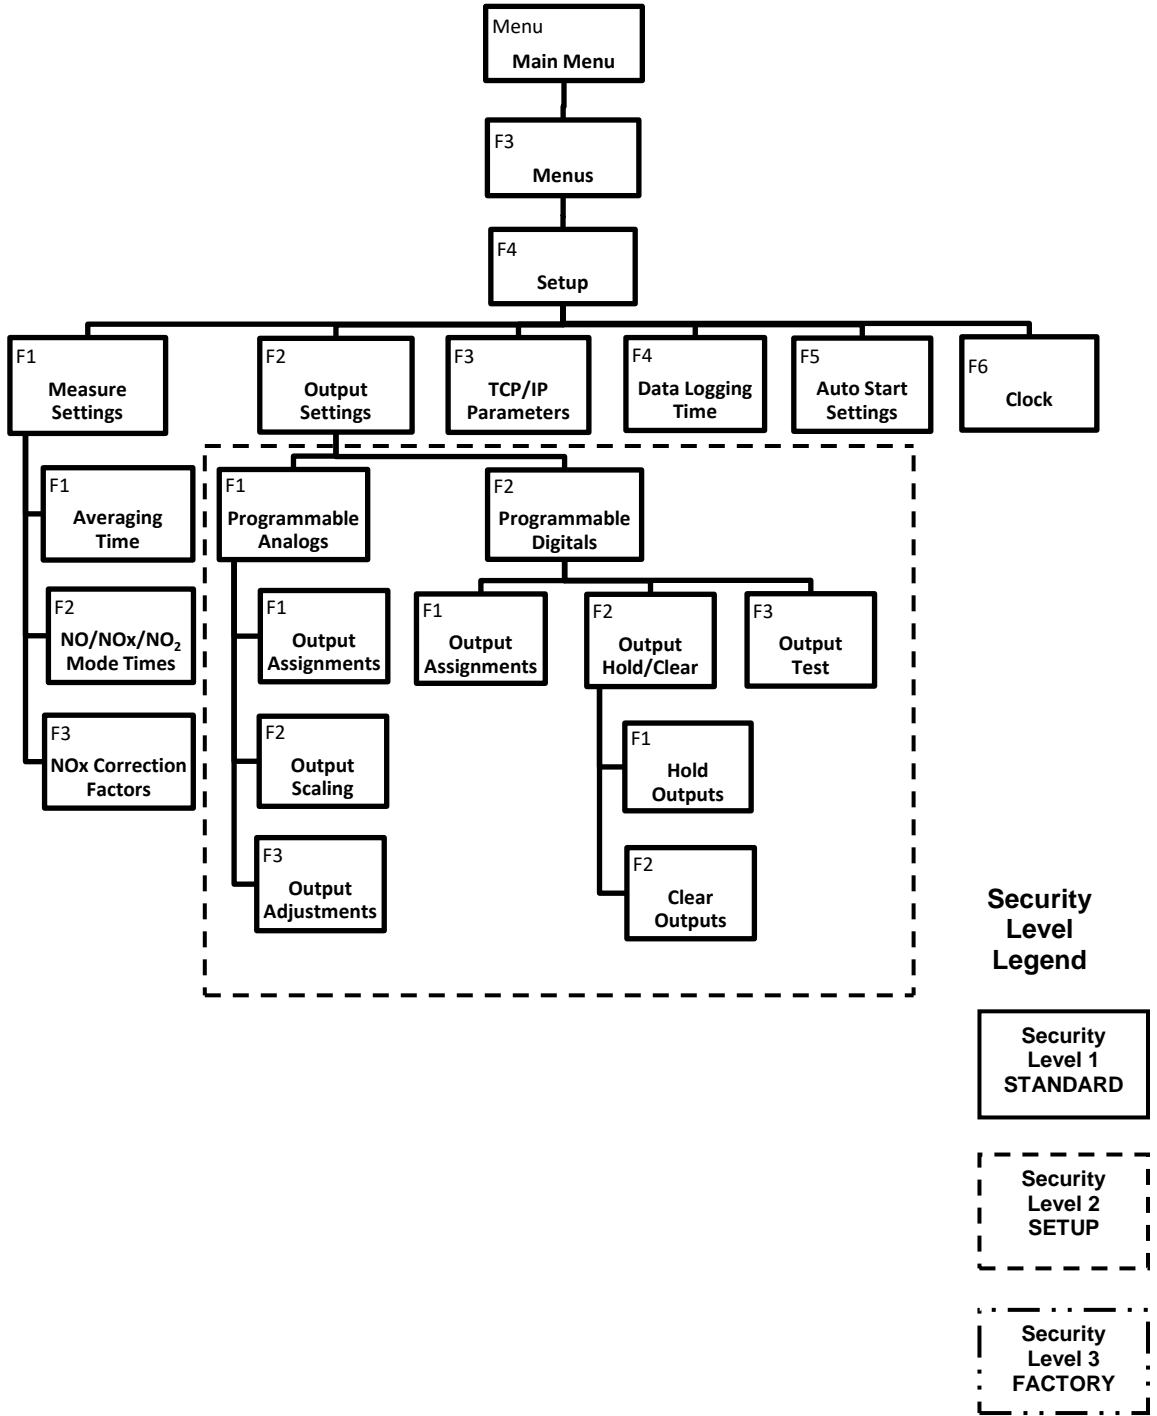 Menu
Main Menu
F3
Menus
F4
Setup
F1
Measure
Settings
F2
Output
Settings
F3
TCP/IP
Parameters
F4
Data Logging
Time
F5
Auto Start
Settings
F6
Clock
F1
Averaging
Time
F2
NO/NOx/NO₂
Mode Times
F3
NOx Correction
Factors
F1
Programmable
Analogs
F1
Output
Assignments
F2
Output
Scaling
F3
Output
Adjustments
F2
Programmable
Digitals
F1
Output
Assignments
F2
Output
Hold/Clear
F3
Output
Test
F1
Hold
Outputs
F2
Clear
Outputs
Security
Level
Legend
Security
Level 1
STANDARD
Security
Level 2
SETUP
Security
Level 3
FACTORY